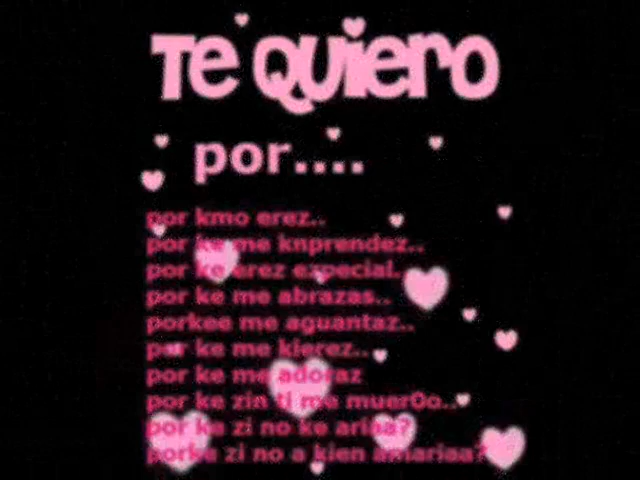 Te Quiero
por....
por kmo erez..
por ke me knprendez..
por ke erez ezpecial.
por ke me abrazas..
porkee me aguantaz..
por ke me kierez..
por ke me adoraz
por ke zin ti me muer0o..
por ke zi no ke ariaa?
porke zi no a kien amariaa?